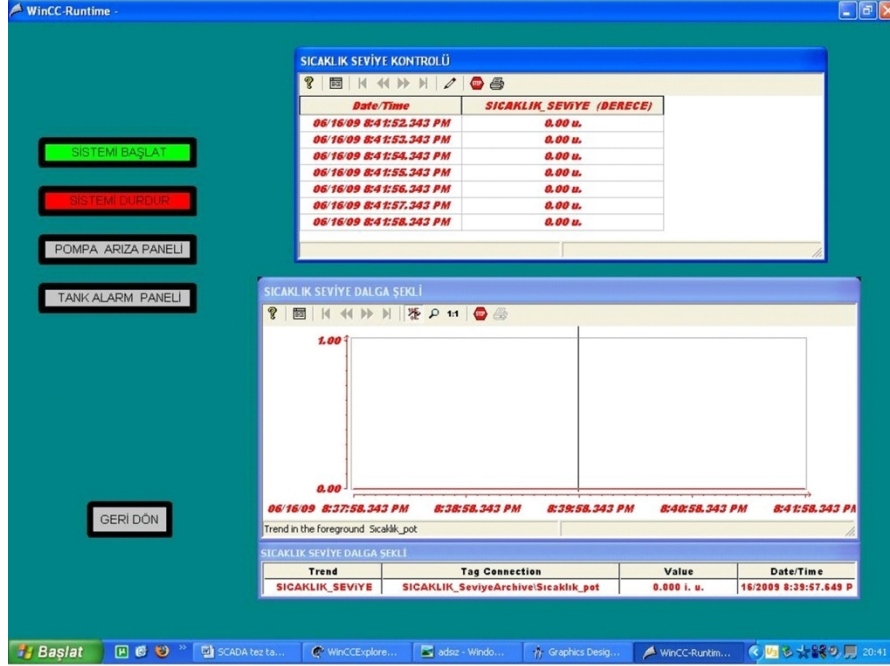 WinCC-Runtime -
SICAKLIK SEVİYE KONTROLÜ
Date/Time SICAKLIK_SEVİYE (DERECE)
06/16/09 8:41:52.343 PM 0.00 u.
06/16/09 8:41:53.343 PM 0.00 u.
06/16/09 8:41:54.343 PM 0.00 u.
06/16/09 8:41:55.343 PM 0.00 u.
06/16/09 8:41:56.343 PM 0.00 u.
06/16/09 8:41:57.343 PM 0.00 u.
06/16/09 8:41:58.343 PM 0.00 u.
SİSTEMİ BAŞLAT
SİSTEMİ DURDUR
POMPA ARIZA PANELİ
TANK ALARM PANELİ
GERİ DÖN
SICAKLIK SEVİYE DALGA ŞEKLİ
1:1 STOP
1.00
0.00
06/16/09 8:37:58.343 PM 8:38:58.343 PM 8:39:58.343 PM 8:40:58.343 PM 8:41:58.343 PM
Trend in the foreground Sıcaklık_pot
SICAKLIK SEVİYE DALGA ŞEKLİ
Trend Tag Connection Value Date/Time
SICAKLIK_SEVİYE SICAKLIK_SeviyeArchive\Sıcaklık_pot 0.000 i. u. 16/2009 8:39:57.649 P
Başlat SCADA tez ta... WinCCExplore... adsız - Windo... Graphics Desig... WinCC-Runtim... 20:41